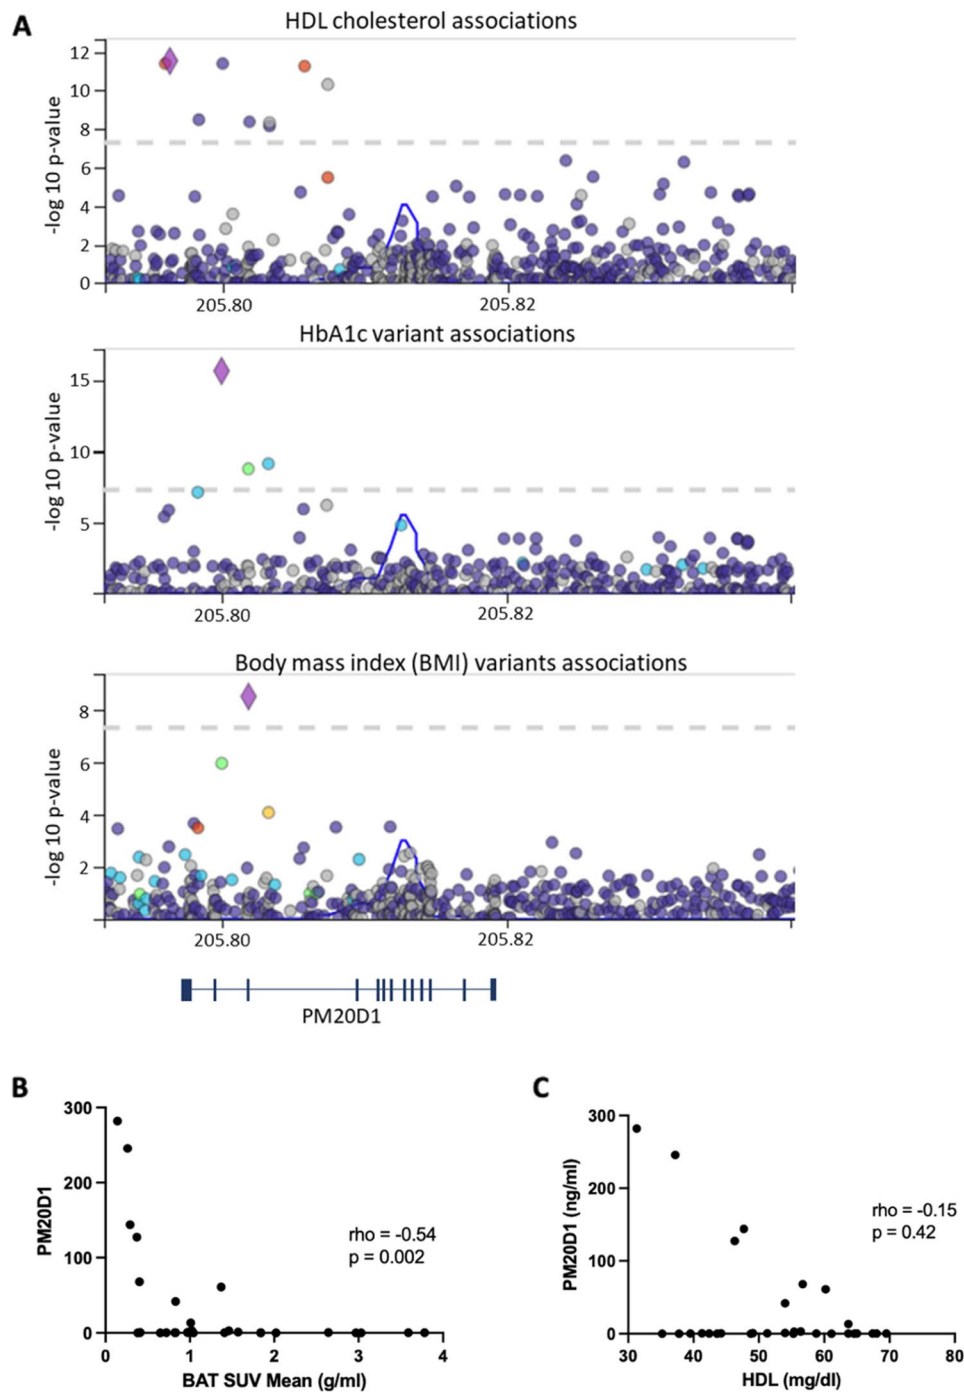 A
HDL cholesterol associations
-log 10 p-value
12
10
8
6
4
2
0
205.80
205.82
HbA1c variant associations
-log 10 p-value
15
10
5
205.80
205.82
Body mass index (BMI) variants associations
-log 10 p-value
8
6
4
2
205.80
205.82
PM20D1
B
PM20D1
300
200
100
0
rho = -0.54
p = 0.002
0 1 2 3 4
BAT SUV Mean (g/ml)
C
PM20D1 (ng/ml)
300
200
100
0
rho = -0.15
p = 0.42
30 40 50 60 70 80
HDL (mg/dl)